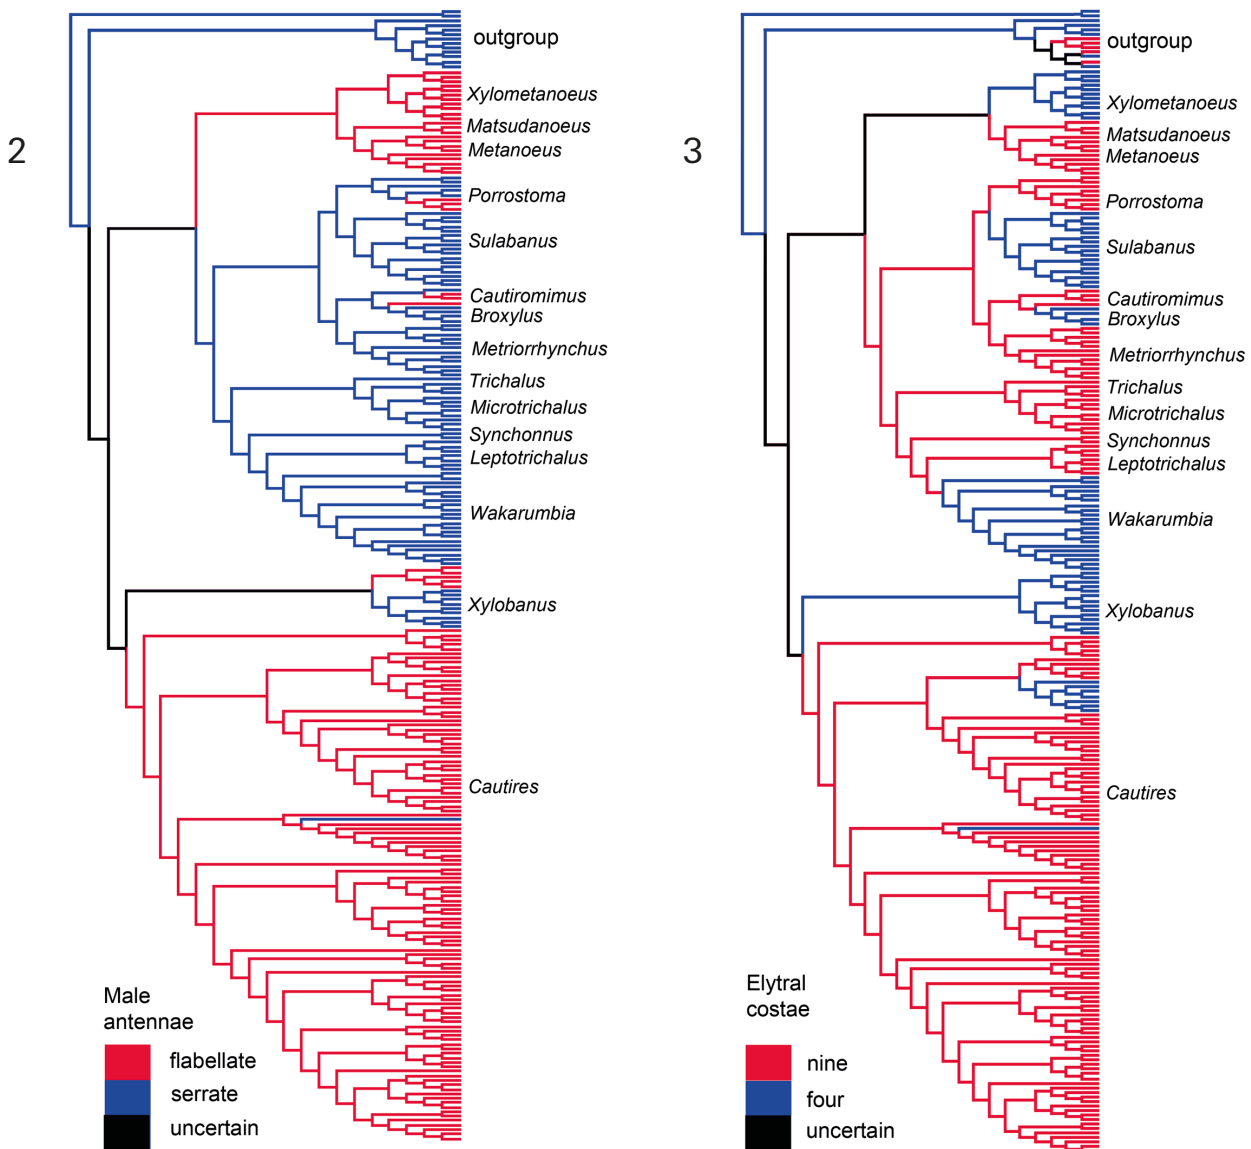 2
outgroup
Xylometanoeus
Matsudanoeus
Metanoeus
Porrostoma
Sulabanus
Cautiromimus
Broxylus
Metriorrhynchus
Trichalus
Microtrichalus
Synchonnus
Leptotrichalus
Wakarumbia
Xylobanus
Cautires
Male
antennae
flabellate
serrate
uncertain
3
outgroup
Xylometanoeus
Matsudanoeus
Metanoeus
Porrostoma
Sulabanus
Cautiromimus
Broxylus
Metriorrhynchus
Trichalus
Microtrichalus
Synchonnus
Leptotrichalus
Wakarumbia
Xylobanus
Cautires
Elytral
costae
nine
four
uncertain